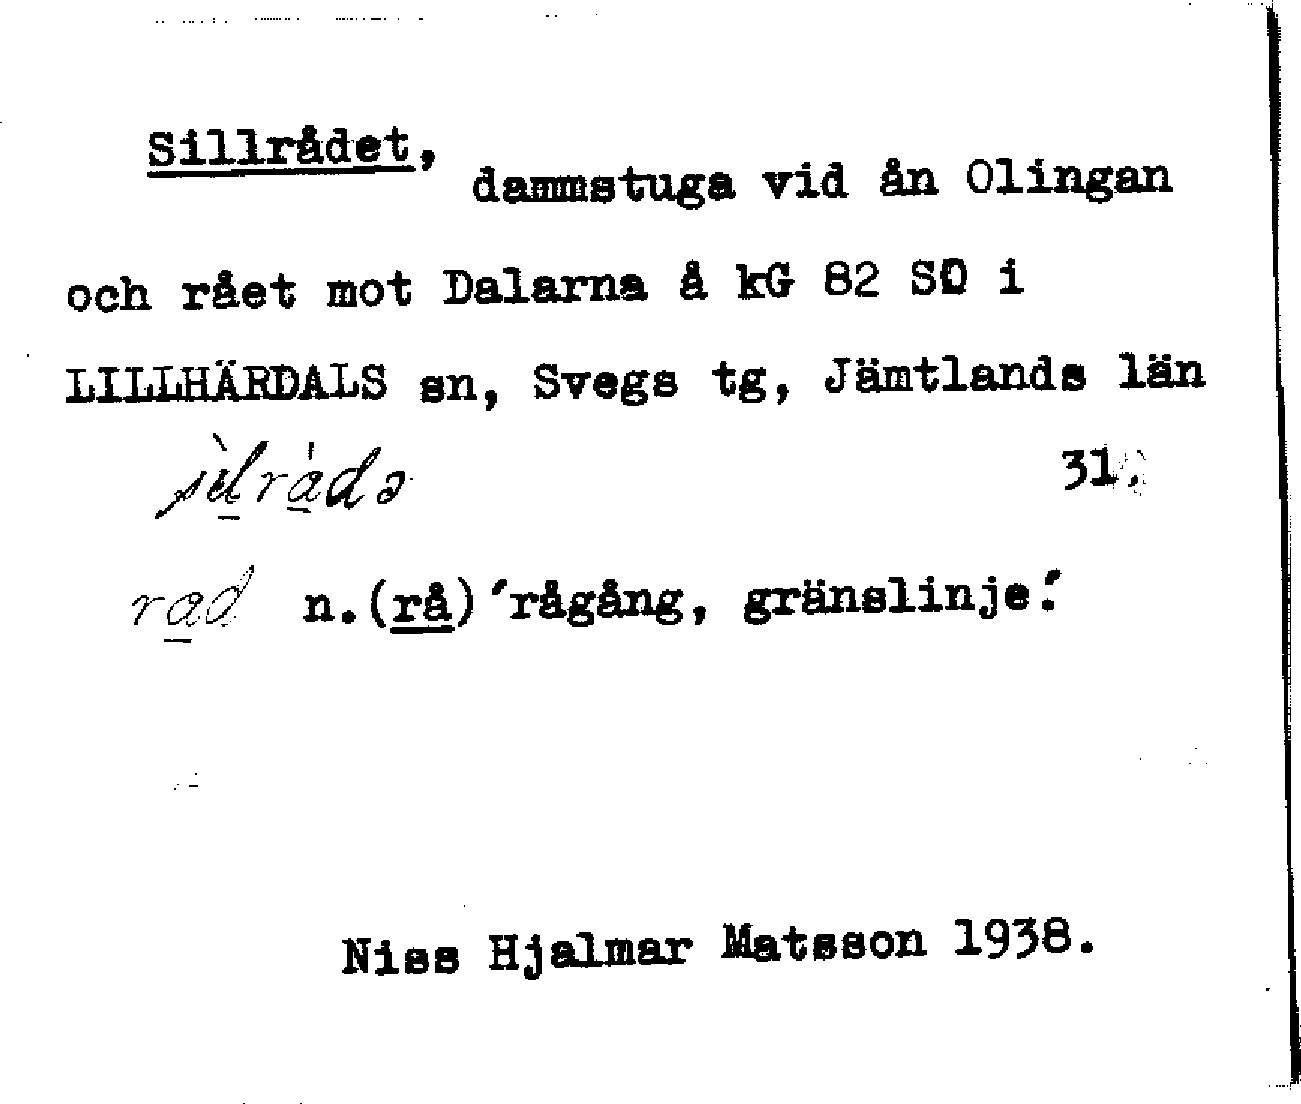 Sillrådet,
dammstuga vid ån Olingan
och rået mot Dalarna å kG 82 SO i
LILLHÄRDALS sn, Svegs tg, Jämtlands län
31.
rad n. (rå) 'rågång, gränslinje.'
Niss Hjalmar Matsson 1938.